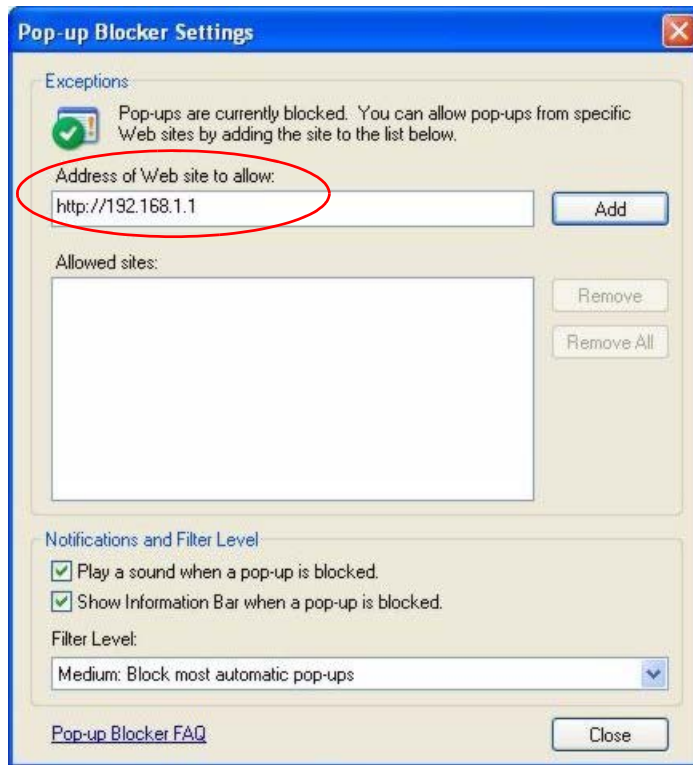 Pop-up Blocker Settings
Exceptions
Pop-ups are currently blocked. You can allow pop-ups from specific
Web sites by adding the site to the list below.
Address of Web site to allow:
http://192.168.1.1
Add
Allowed sites:
Remove
Remove All
Notifications and Filter Level
Play a sound when a pop-up is blocked.
Show Information Bar when a pop-up is blocked.
Filter Level:
Medium: Block most automatic pop-ups
Pop-up Blocker FAQ
Close